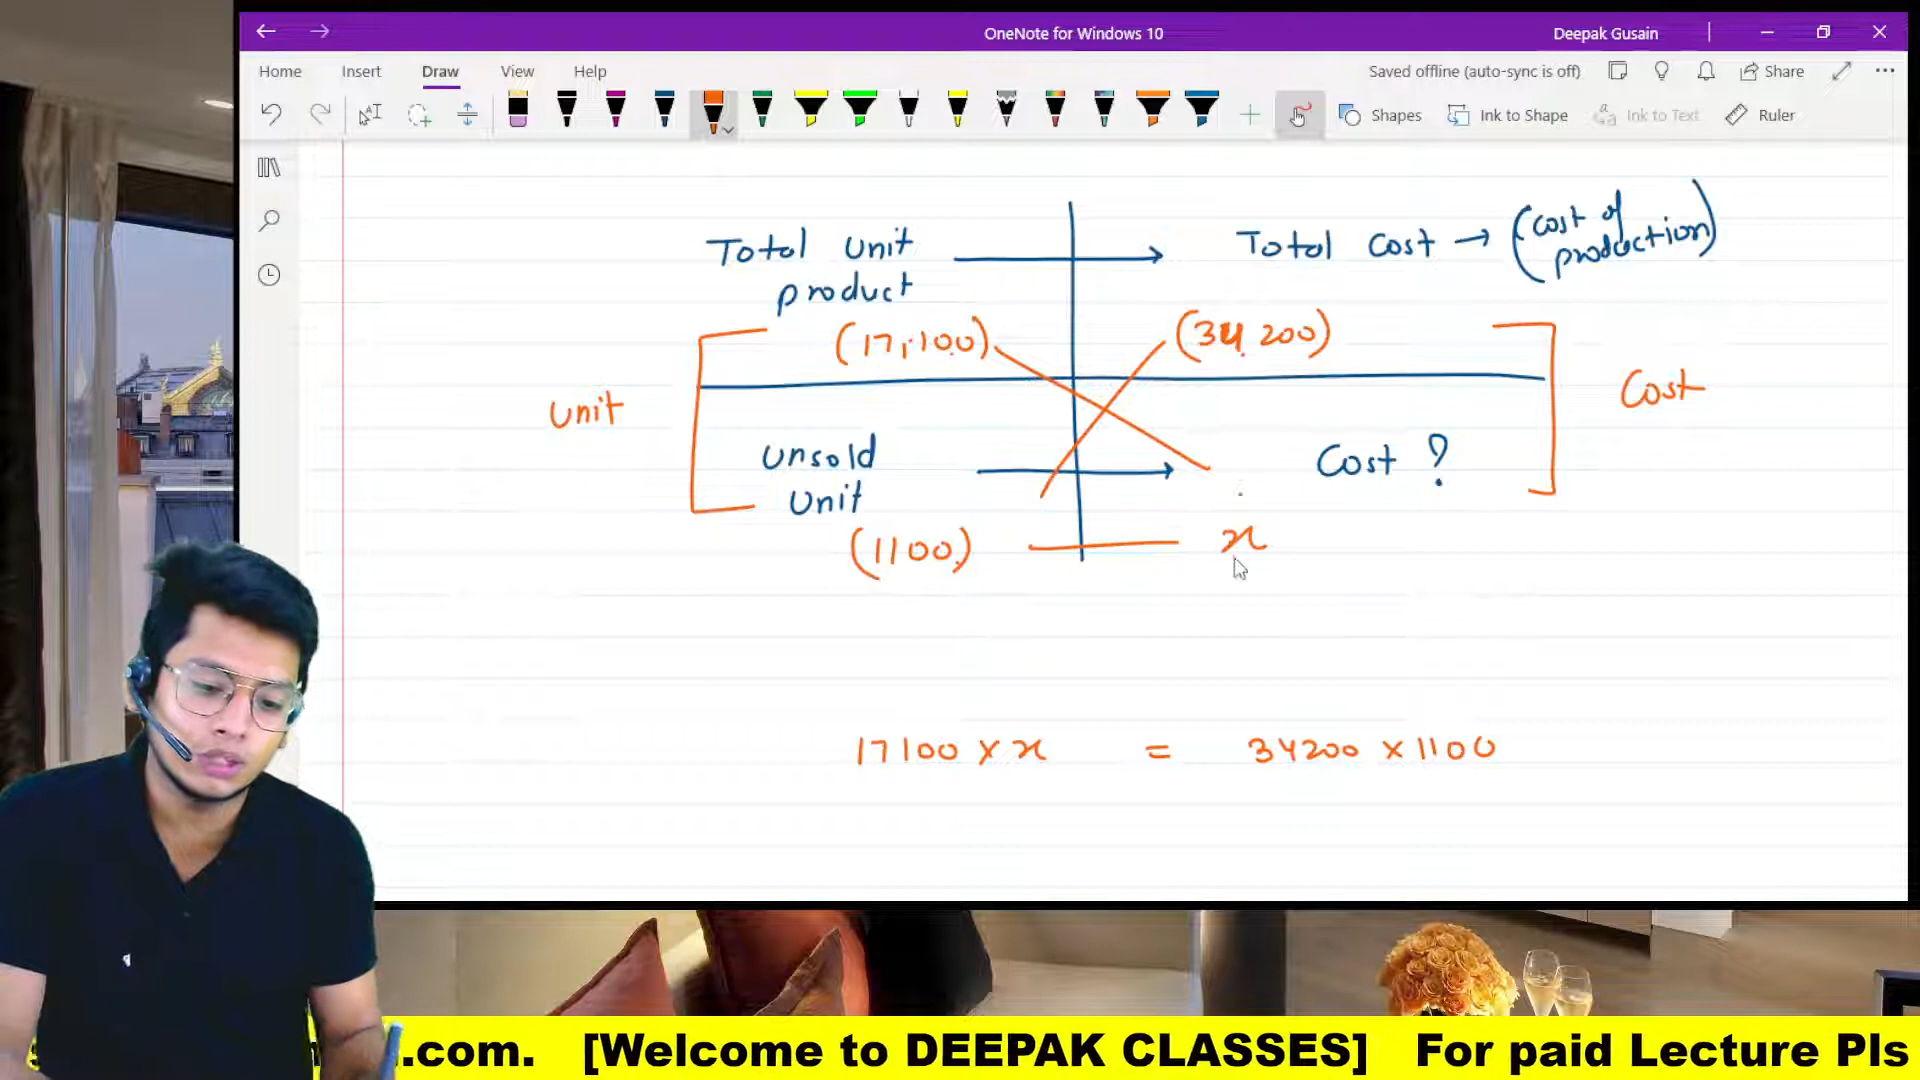 OneNote for Windows 10
Deepak Gusain
Home Insert Draw View Help
Saved offline (auto-sync is off)
Share
Shapes
Ink to Shape
Ink to Text
Ruler
Total unit product
Total cost → (cost of production)
(17,100)
(34,200)
unit
Cost
unsold unit
Cost ?
(1100)
x
17100 × x = 34200 × 1100
.com. [Welcome to DEEPAK CLASSES] For paid Lecture Pls